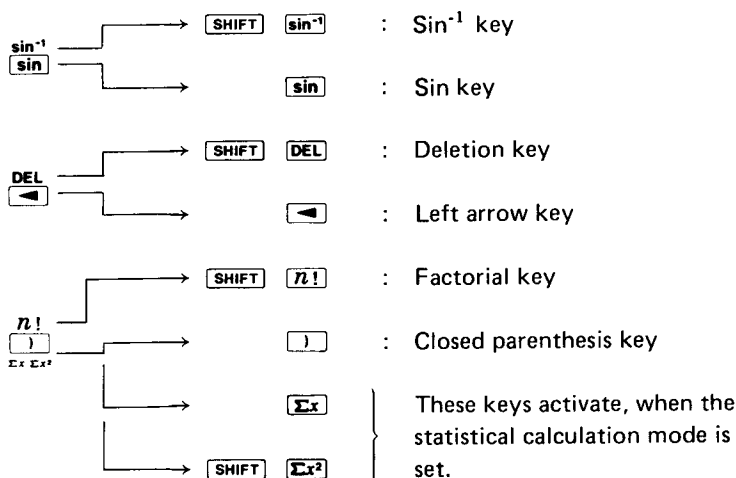 sin⁻¹
sin
SHIFT sin⁻¹ : Sin⁻¹ key
sin : Sin key
DEL
◄
SHIFT DEL : Deletion key
◄ : Left arrow key
n!
)
Σx Σx²
SHIFT n! : Factorial key
) : Closed parenthesis key
Σx
SHIFT Σx²
These keys activate, when the
statistical calculation mode is
set.